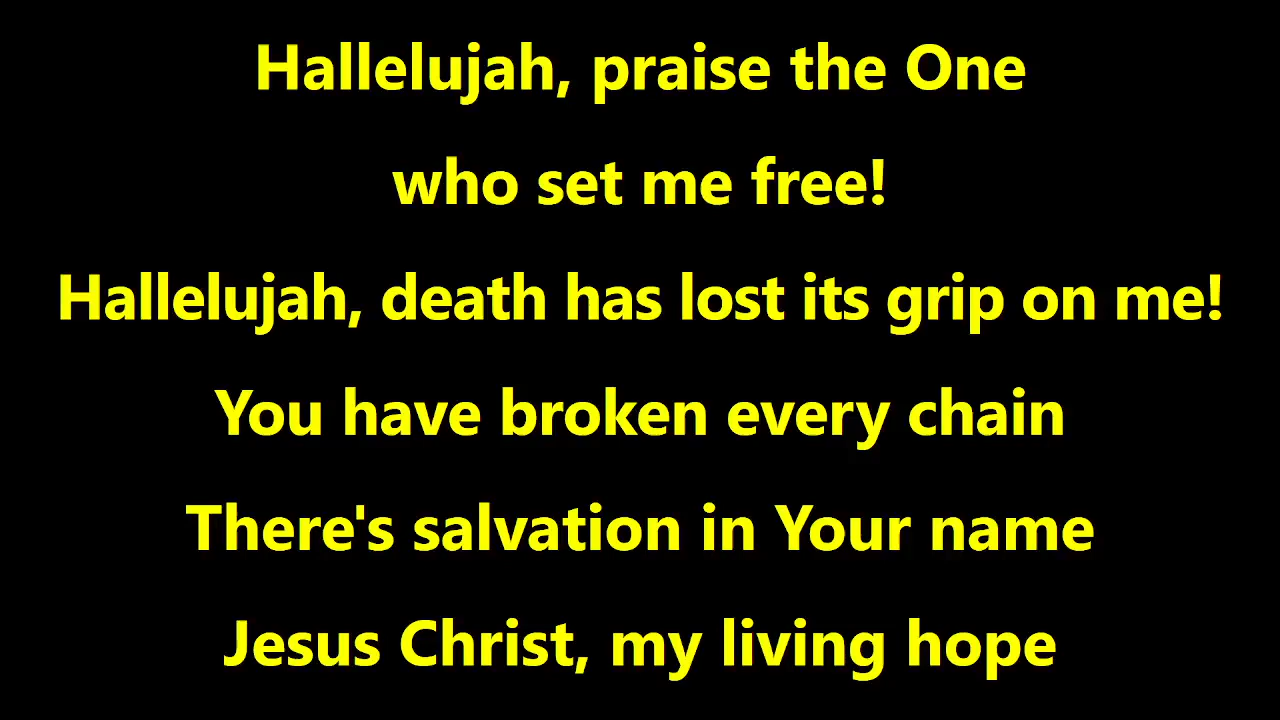 Hallelujah, praise the One
who set me free!
Hallelujah, death has lost its grip on me!
You have broken every chain
There's salvation in Your name
Jesus Christ, my living hope